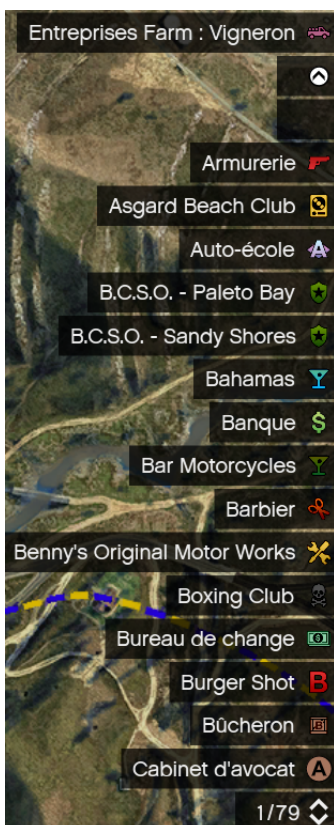 Entreprises Farm : Vigneron
Armurerie
Asgard Beach Club
Auto-école
B.C.S.O. - Paleto Bay
B.C.S.O. - Sandy Shores
Bahamas
Banque
Bar Motorcycles
Barbier
Benny's Original Motor Works
Boxing Club
Bureau de change
Burger Shot
Bûcheron
Cabinet d'avocat
1/79